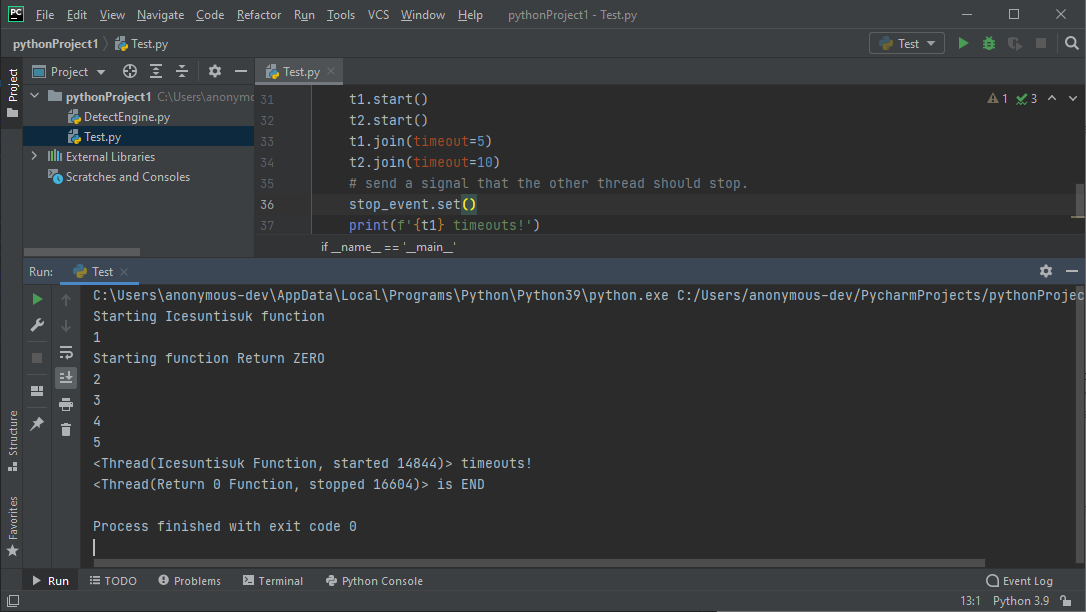 PC File Edit View Navigate Code Refactor Run Tools VCS Window Help pythonProject1 - Test.py
pythonProject1 Test.py Test
Project Test.py
pythonProject1 C:\Users\anonymo
DetectEngine.py
Test.py
External Libraries
Scratches and Consoles
Project
Structure
Favorites
1 3
31 t1.start()
32 t2.start()
33 t1.join(timeout=5)
34 t2.join(timeout=10)
35 # send a signal that the other thread should stop.
36 stop_event.set()
37 print(f'{t1} timeouts!')
if __name__ == '__main__'
Run: Test
C:\Users\anonymous-dev\AppData\Local\Programs\Python\Python39\python.exe C:/Users/anonymous-dev/PycharmProjects/pythonProjec
Starting Icesuntisuk function
1
Starting function Return ZERO
2
3
4
5
<Thread(Icesuntisuk Function, started 14844)> timeouts!
<Thread(Return 0 Function, stopped 16604)> is END
Process finished with exit code 0
Run TODO Problems Terminal Python Console Event Log
13:1 Python 3.9